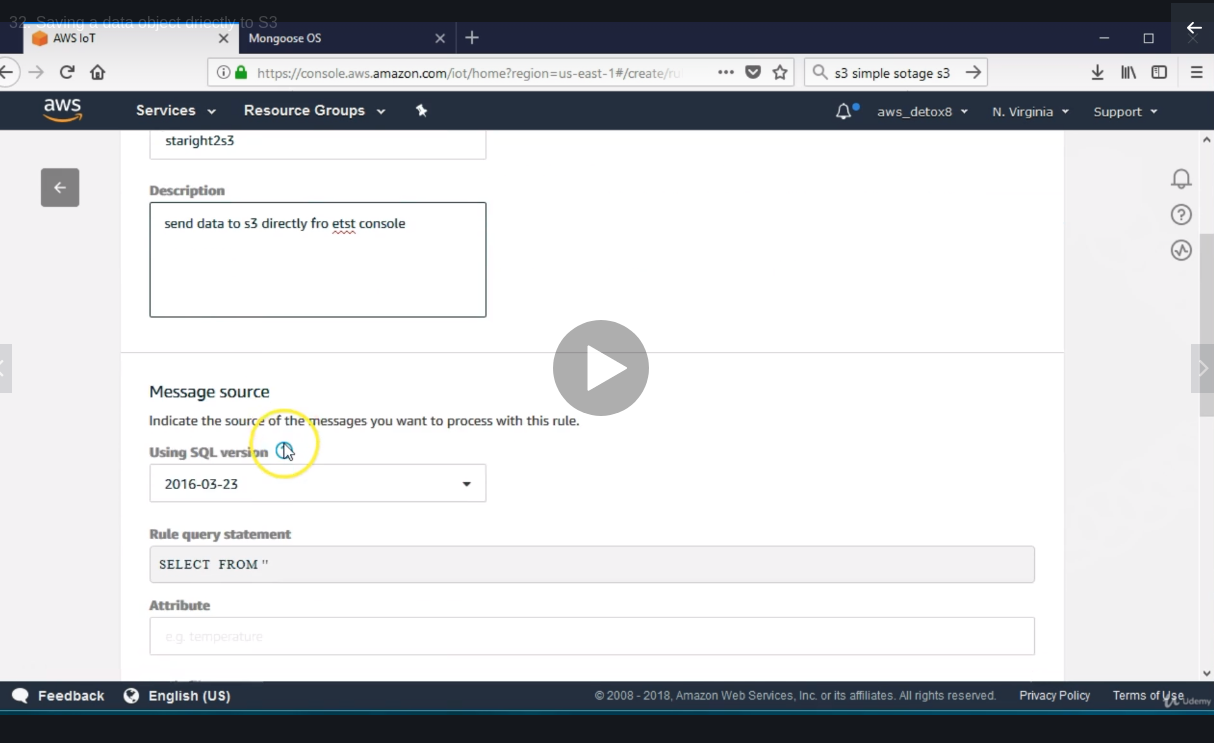 32. Saving a data object driectly to S3
AWS IoT
Mongoose OS
https://console.aws.amazon.com/iot/home?region=us-east-1#/create/ru
s3 simple sotage s3
aws
Services
Resource Groups
aws_detox8
N. Virginia
Support
staright2s3
Description
send data to s3 directly fro etst console
Message source
Indicate the source of the messages you want to process with this rule.
Using SQL version
2016-03-23
Rule query statement
SELECT FROM ''
Attribute
e.g. temperature
Feedback
English (US)
© 2008 - 2018, Amazon Web Services, Inc. or its affiliates. All rights reserved.
Privacy Policy
Terms of Use
Udemy